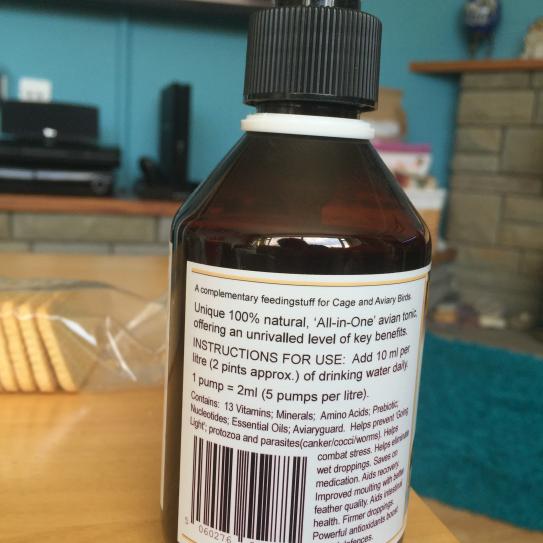 A complementary feedingstuff for Cage and Aviary Birds.
Unique 100% natural, 'All-in-One' avian tonic,
offering an unrivalled level of key benefits.
INSTRUCTIONS FOR USE: Add 10 ml per
litre (2 pints approx.) of drinking water daily.
1 pump = 2ml (5 pumps per litre).
Contains: 13 Vitamins; Minerals; Amino Acids; Prebiotic;
Nucleotides; Essential Oils; Aviaryguard. Helps prevent 'Going
Light'; protozoa and parasites(canker/cocci/worms). Helps
combat stress. Helps eliminate
wet droppings. Saves on
medication. Aids recovery.
Improved moulting with better
feather quality. Aids intestinal
health. Firmer droppings.
Powerful antioxidants boost
5 060276